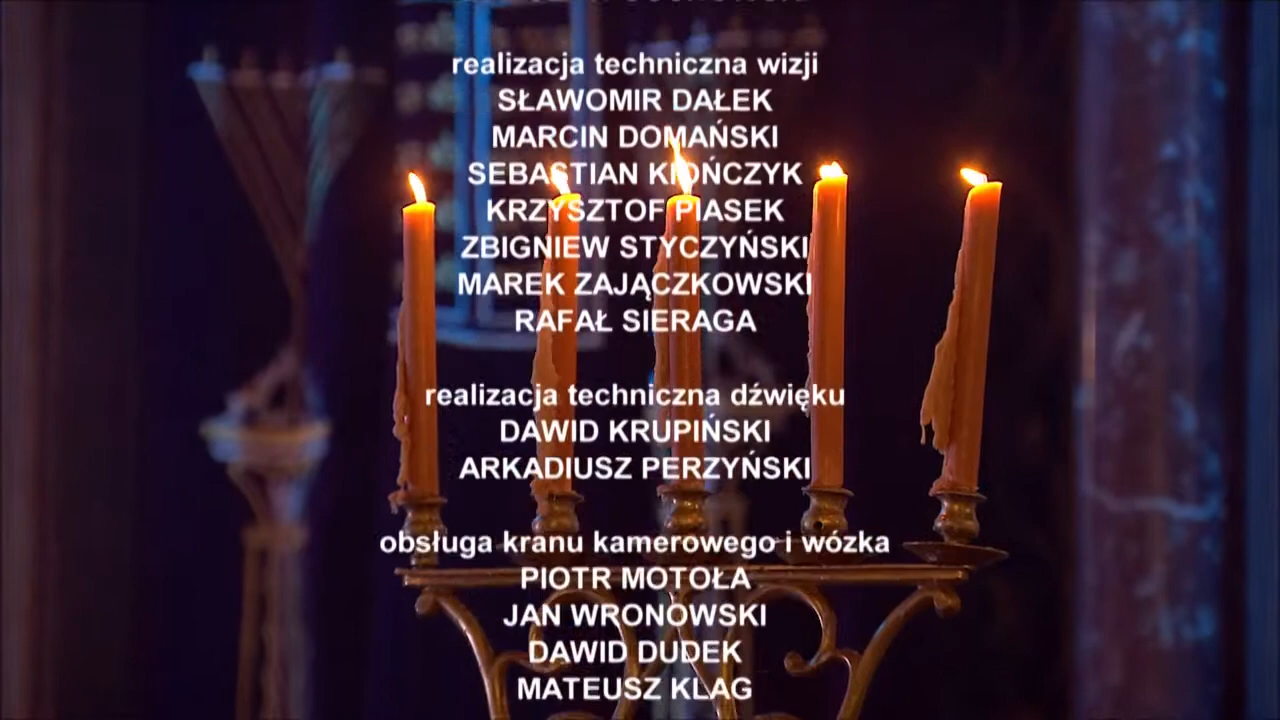 realizacja techniczna wizji
SŁAWOMIR DAŁEK
MARCIN DOMAŃSKI
SEBASTIAN KIOŃCZYK
KRZYSZTOF PIASEK
ZBIGNIEW STYCZYŃSKI
MAREK ZAJĄCZKOWSKI
RAFAŁ SIERAGA
realizacja techniczna dźwięku
DAWID KRUPIŃSKI
ARKADIUSZ PERZYŃSKI
obsługa kranu kamerowego i wózka
PIOTR MOTOŁA
JAN WRONOWSKI
DAWID DUDEK
MATEUSZ KLAG